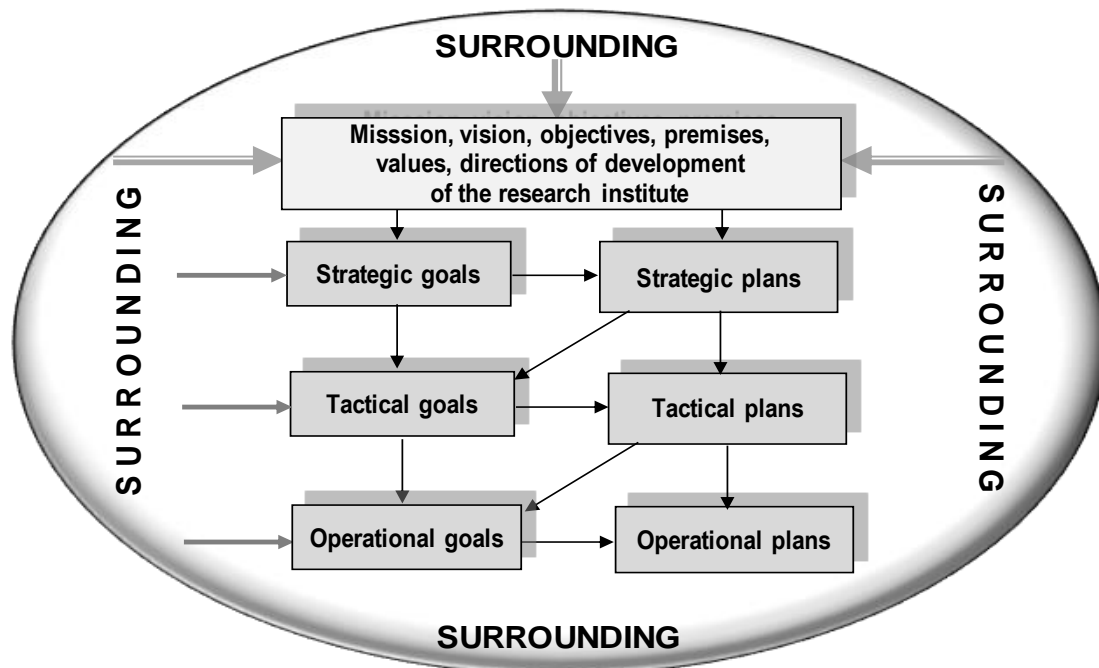 SURROUNDING
Misssion, vision, objectives, premises,
values, directions of development
of the research institute
SURROUNDING
SURROUNDING
Strategic goals
Strategic plans
Tactical goals
Tactical plans
Operational goals
Operational plans
SURROUNDING